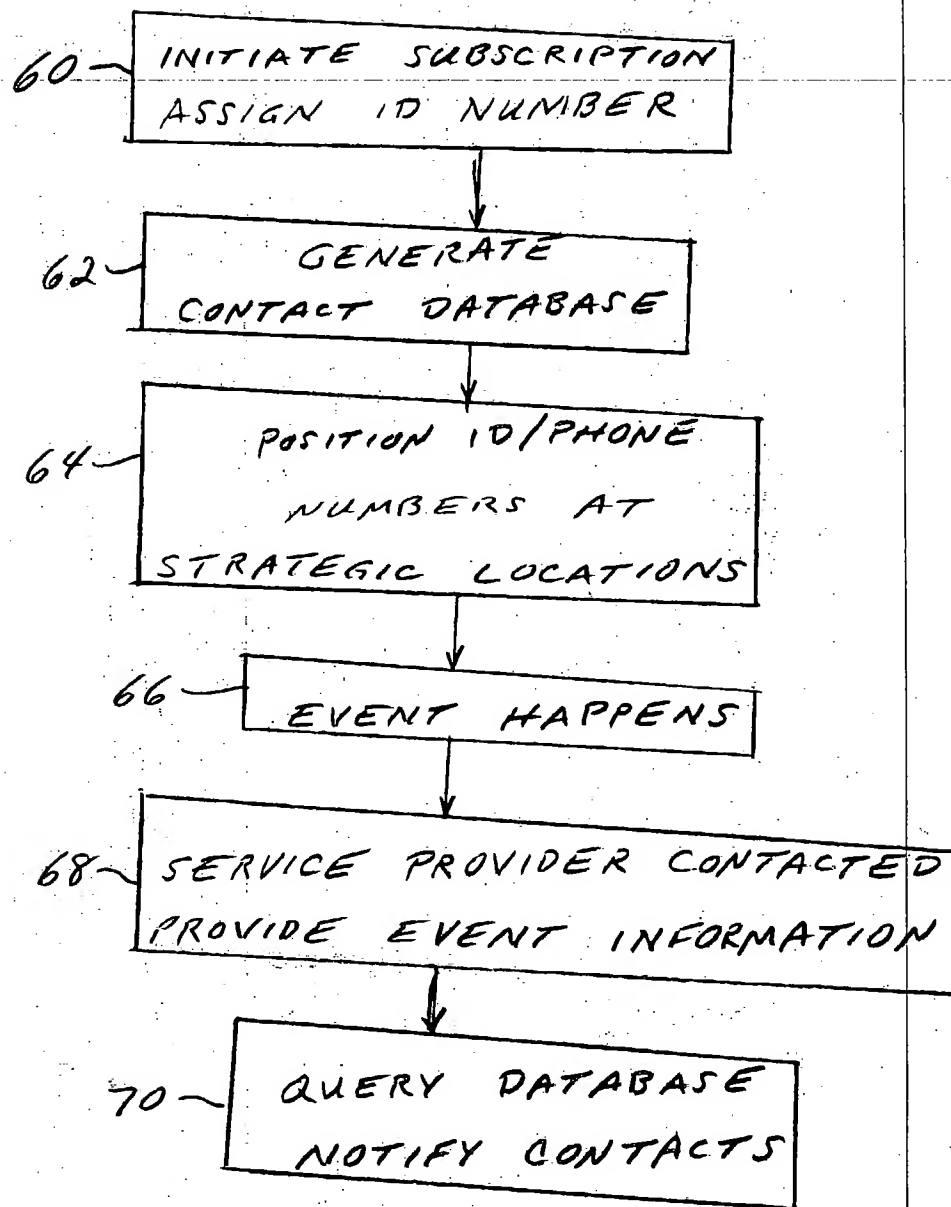 60
INITIATE SUBSCRIPTION
ASSIGN ID NUMBER
62
GENERATE
CONTACT DATABASE
64
POSITION ID/PHONE
NUMBERS AT
STRATEGIC LOCATIONS
66
EVENT HAPPENS
68
SERVICE PROVIDER CONTACTED
PROVIDE EVENT INFORMATION
70
QUERY DATABASE
NOTIFY CONTACTS